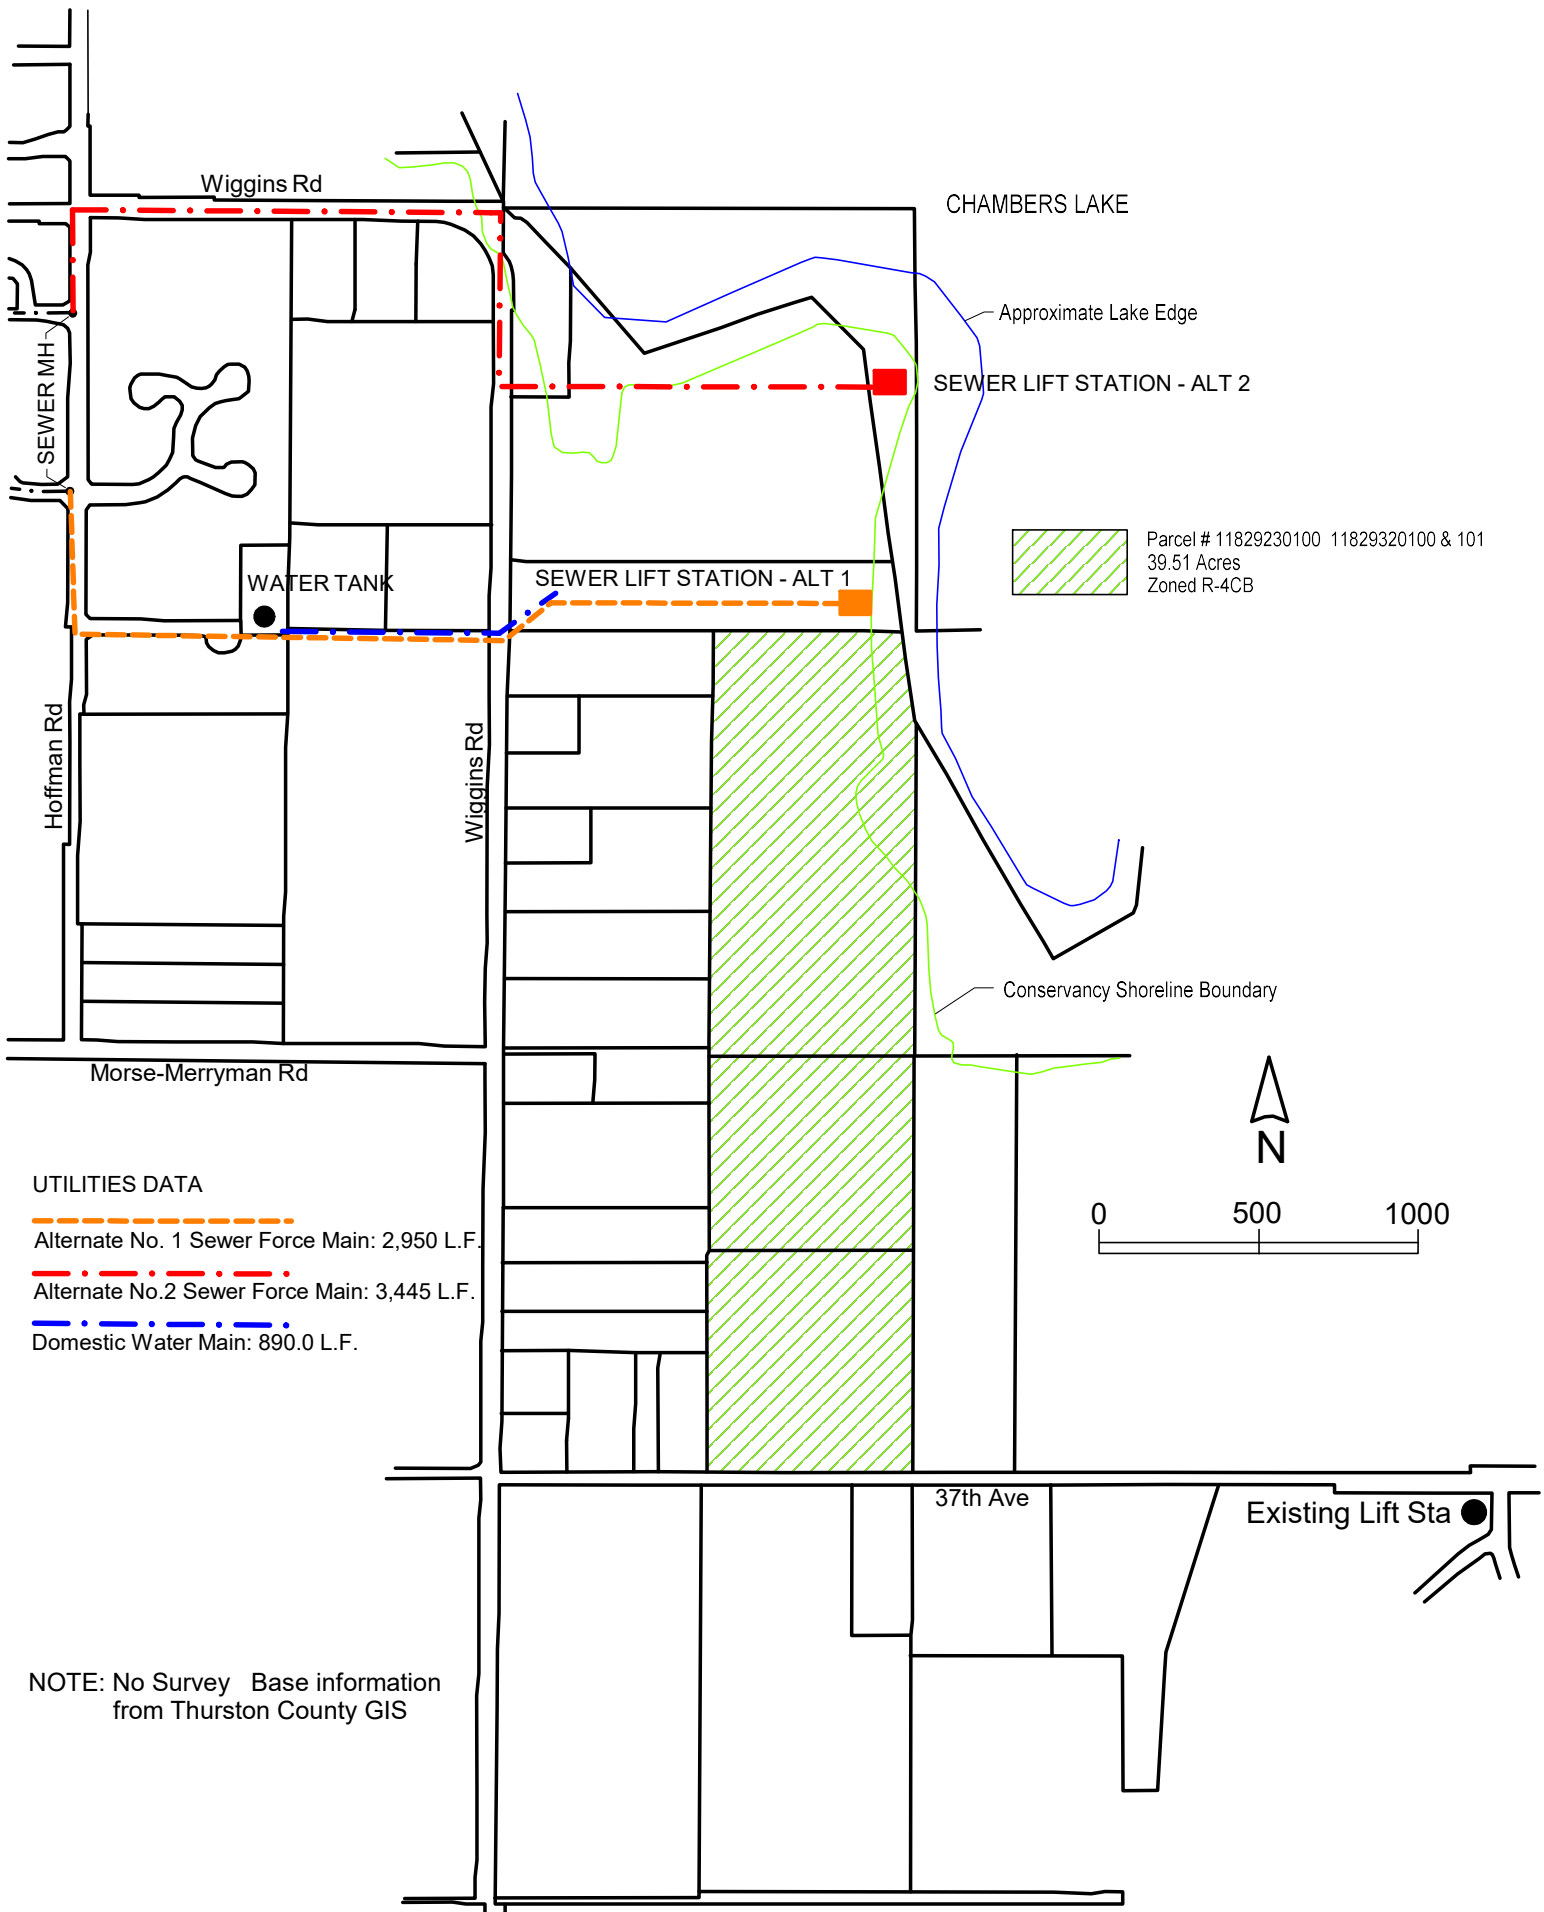 Wiggins Rd
CHAMBERS LAKE
Approximate Lake Edge
SEWER MH
SEWER LIFT STATION - ALT 2
Parcel # 11829230100  11829320100 & 101
39.51 Acres
Zoned R-4CB
WATER TANK
SEWER LIFT STATION - ALT 1
Hoffman Rd
Wiggins Rd
Conservancy Shoreline Boundary
Morse-Merryman Rd
N
UTILITIES DATA
0 500 1000
Alternate No. 1 Sewer Force Main: 2,950 L.F.
Alternate No.2 Sewer Force Main: 3,445 L.F.
Domestic Water Main: 890.0 L.F.
37th Ave
Existing Lift Sta
NOTE: No Survey   Base information
from Thurston County GIS